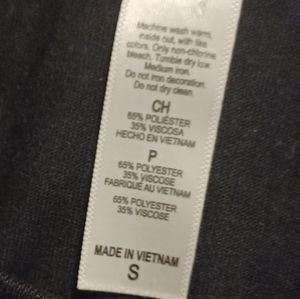 Machine wash warm,
inside out, with like
colors. Only non-chlorine
bleach. Tumble dry low.
Medium iron.
Do not iron decoration.
Do not dry clean.
CH
65% POLIÉSTER
35% VISCOSA
HECHO EN VIETNAM
P
65% POLYESTER
35% VISCOSE
FABRIQUÉ AU VIETNAM
65% POLYESTER
35% VISCOSE
MADE IN VIETNAM
S